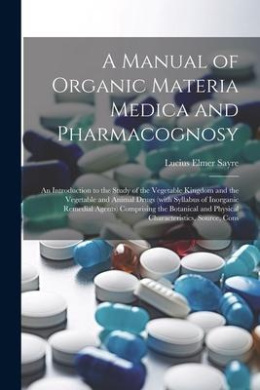 A Manual of
Organic Materia
Medica and
Pharmacognosy
Lucius Elmer Sayre
An Introduction to the Study of the Vegetable Kingdom and the
Vegetable and Animal Drugs (with Syllabus of Inorganic
Remedial Agents) Comprising the Botanical and Physical
Characteristics, Source, Cons